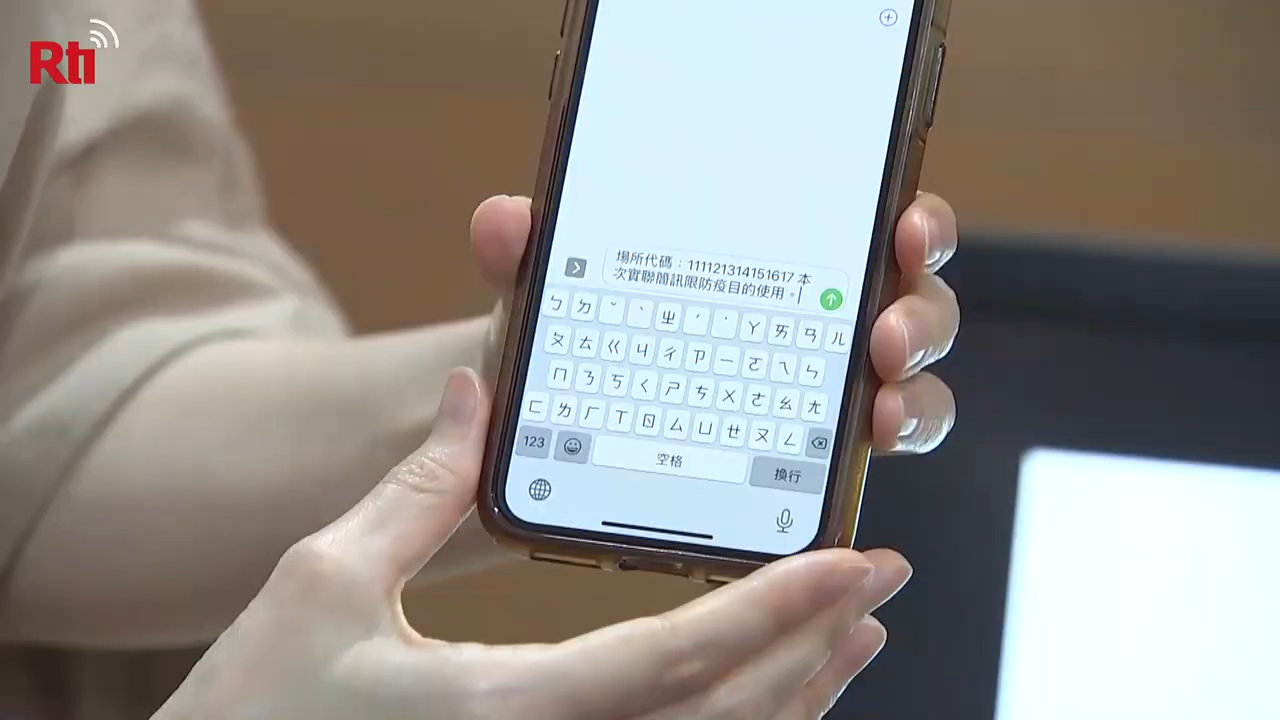 Rti
場所代碼：111121314151617 本
次實聯簡訊限防疫目的使用。
ㄅ ㄉ ˇ ˋ ㄓ ˊ ˙ ㄚ ㄞ ㄢ ㄦ
ㄆ ㄊ ㄍ ㄐ ㄔ ㄗ ㄧ ㄛ ㄟ ㄣ
ㄇ ㄋ ㄎ ㄑ ㄕ ㄘ ㄨ ㄜ ㄠ ㄤ
ㄈ ㄌ ㄏ ㄒ ㄖ ㄙ ㄩ ㄝ ㄡ ㄥ
123 空格 換行